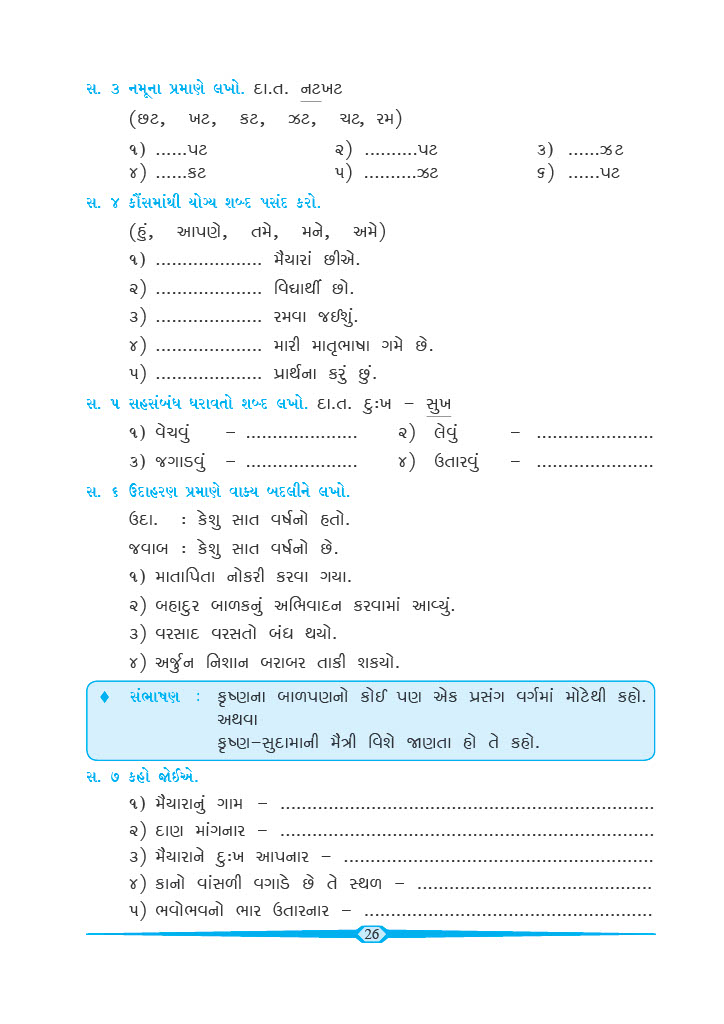 સ. ૩ નમૂના પ્રમાણે લખો. દા.ત. નટખટ
(છટ, ખટ, કટ, ઝટ, ચટ, રમ)
૧) ......પટ ૨) ..........પટ ૩) ......ઝટ
૪) ......કટ ૫) ..........ઝટ ૬) ......પટ
સ. ૪ કૌંસમાંથી યોગ્ય શબ્દ પસંદ કરો.
(હું, આપણે, તમે, મને, અમે)
૧) .................... મૈયારાં છીએ.
૨) .................... વિદ્યાર્થી છો.
૩) .................... રમવા જઈશું.
૪) .................... મારી માતૃભાષા ગમે છે.
૫) .................... પ્રાર્થના કરું છું.
સ. ૫ સહસંબંધ ધરાવતો શબ્દ લખો. દા.ત. દુઃખ – સુખ
૧) વેચવું – ..................... ૨) લેવું – ......................
૩) જગાડવું – ..................... ૪) ઉતારવું – ......................
સ. ૬ ઉદાહરણ પ્રમાણે વાક્ય બદલીને લખો.
ઉદા. : કેશુ સાત વર્ષનો હતો.
જવાબ : કેશુ સાત વર્ષનો છે.
૧) માતાપિતા નોકરી કરવા ગયા.
૨) બહાદુર બાળકનું અભિવાદન કરવામાં આવ્યું.
૩) વરસાદ વરસતો બંધ થયો.
૪) અર્જુન નિશાન બરાબર તાકી શકયો.
♦ સંભાષણ : કૃષ્ણના બાળપણનો કોઈ પણ એક પ્રસંગ વર્ગમાં મોટેથી કહો.
અથવા
કૃષ્ણ–સુદામાની મૈત્રી વિશે જાણતા હો તે કહો.
સ. ૭ કહો જોઈએ.
૧) મૈયારાનું ગામ – ......................................................................
૨) દાણ માંગનાર – ......................................................................
૩) મૈયારાને દુઃખ આપનાર – ..........................................................
૪) કાનો વાંસળી વગાડે છે તે સ્થળ – ............................................
૫) ભવોભવનો ભાર ઉતારનાર – ......................................................
26